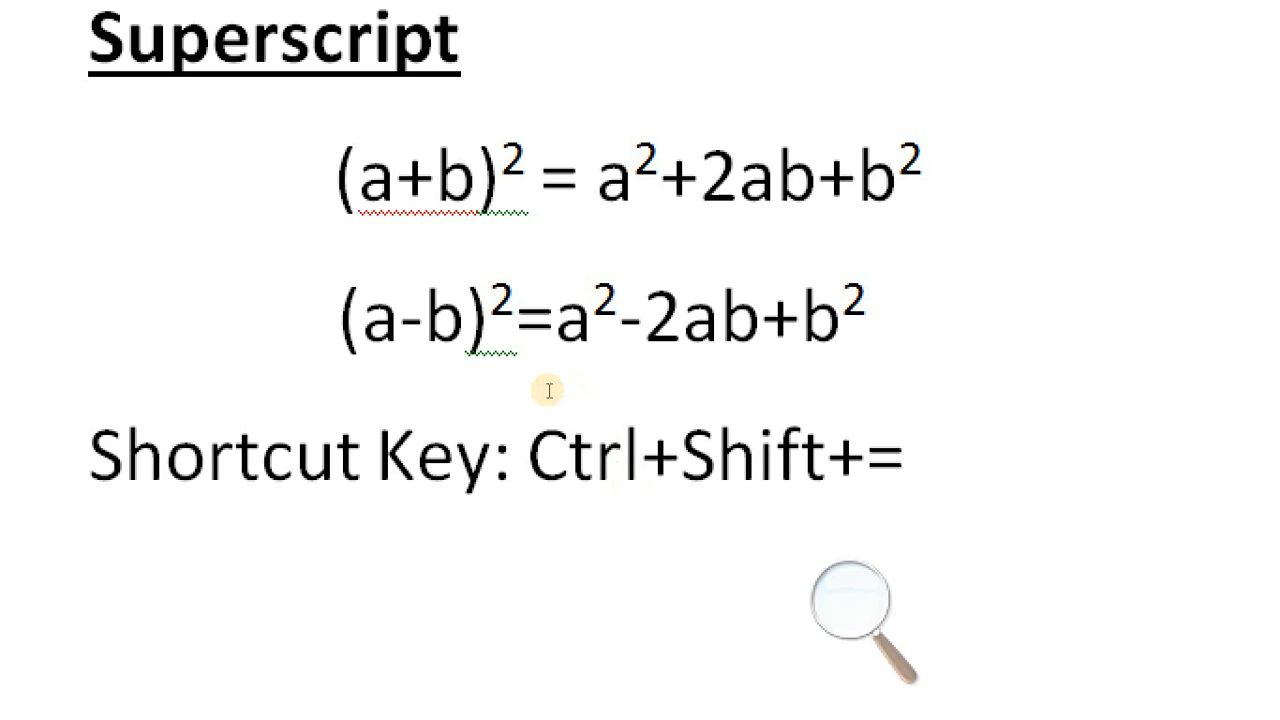 Superscript
(a+b)² = a²+2ab+b²
(a-b)²=a²-2ab+b²
Shortcut Key: Ctrl+Shift+=